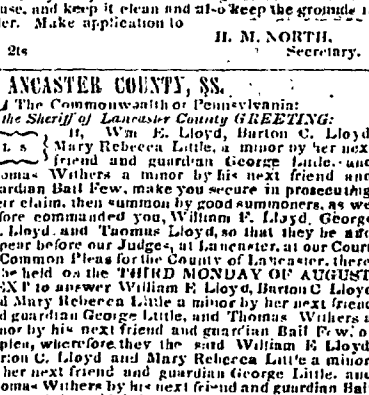 use, and keep it clean and also keep the grounds
er. Make application to
H. M. NORTH,
2ts Secretary.
ANCASTER COUNTY, SS.
The Commonwealth of Pennsylvania:
the Sheriff of Lancaster County GREETING:
If, Wm E. Lloyd, Burton C. Lloyd
L S Mary Rebecca Little, a minor by her next
friend and guardian George Little, and
omas Withers a minor by his next friend and
ardian Bail Few, make you secure in prosecuting
eir claim, then summon by good summoners, as we
fore commanded you, William F. Lloyd, George
. Lloyd, and Thomas Lloyd, so that they be and
pear before our Judges, at Lancaster, at our Court
Common Pleas for the County of Lancaster, there
be held on the THIRD MONDAY OF AUGUST
EXT to answer William E Lloyd, Burton C Lloyd
d Mary Rebecca Little a minor by her next friend
d guardian George Little, and Thomas Withers a
nor by his next friend and guardian Bail Few, o
plea, wherefore, they the said William E Lloyd
rton C. Lloyd and Mary Rebecca Little a minor
her next friend and guardian George Little, and
omas Withers by his next friend and guardian Bai